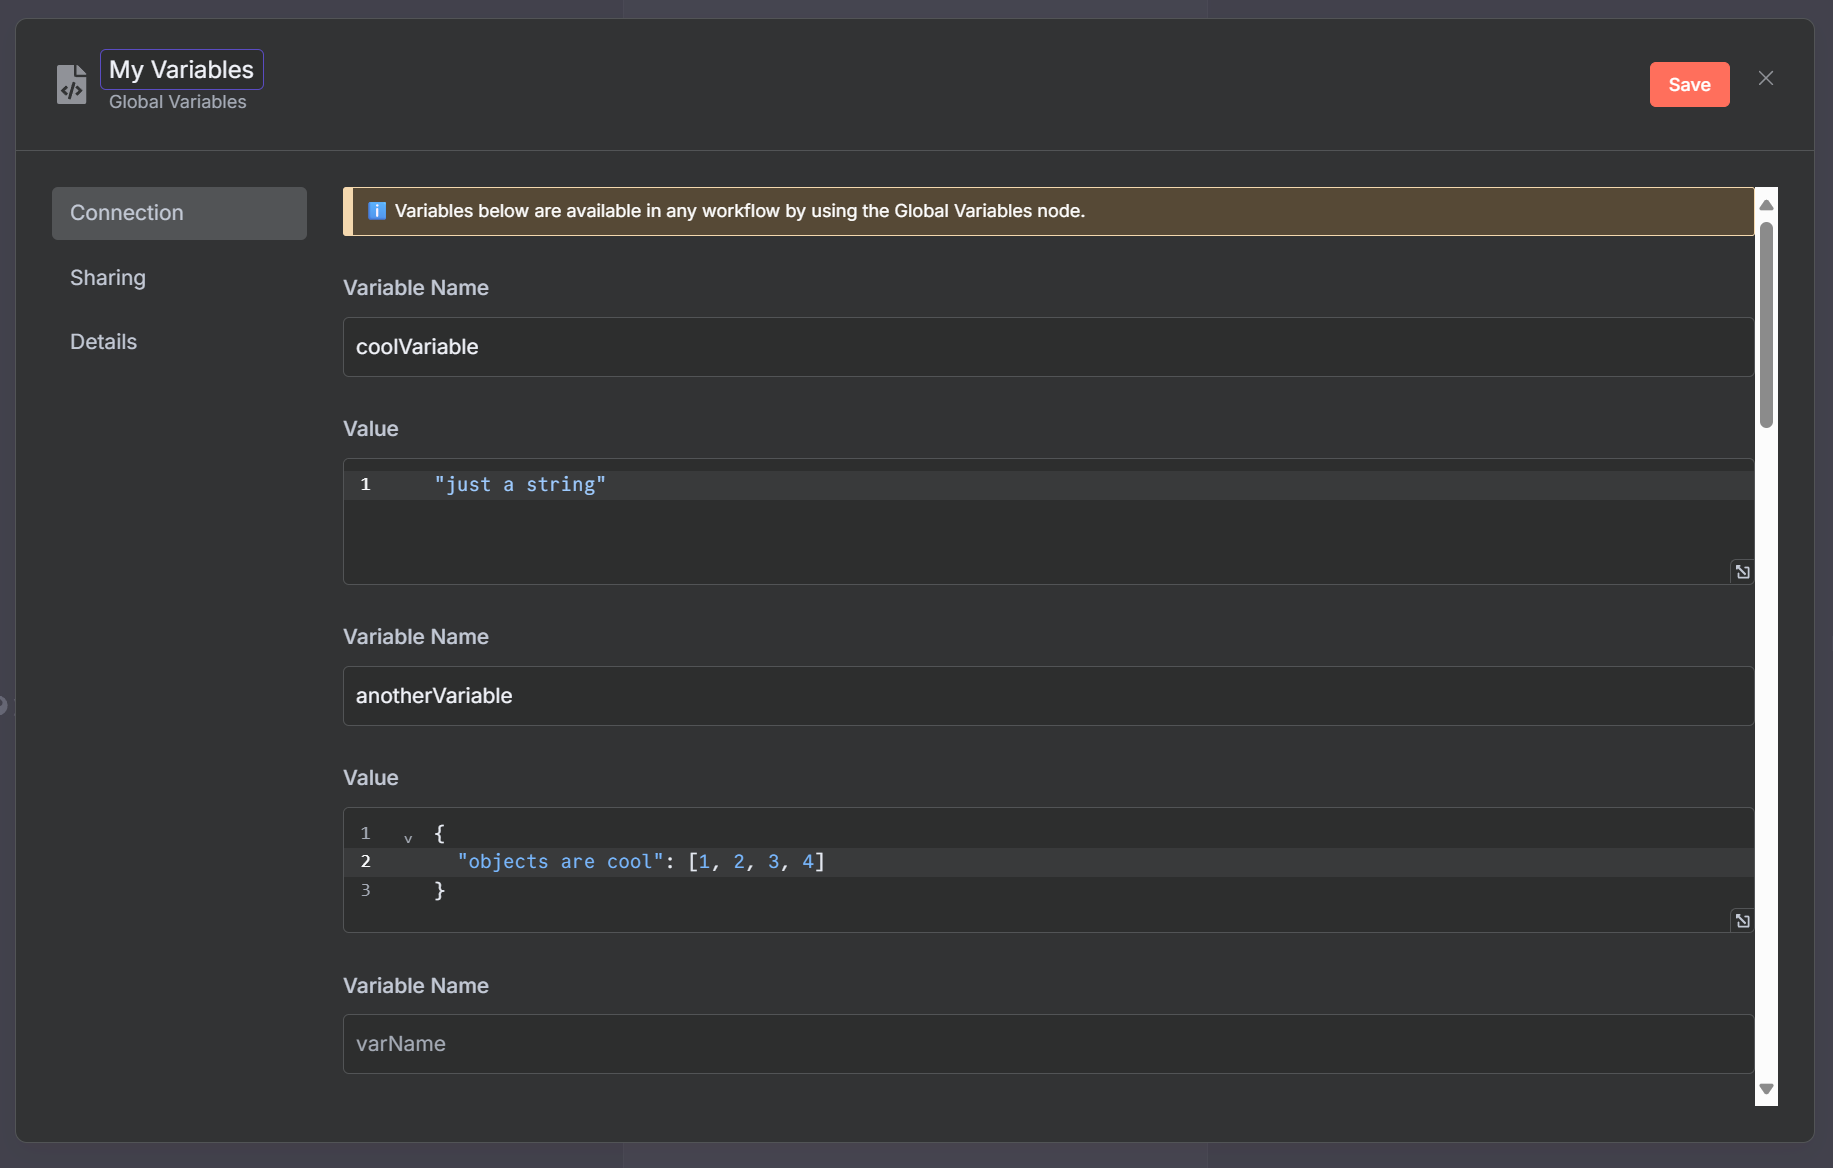 My Variables
Global Variables
Save
Connection
Sharing
Details
Variables below are available in any workflow by using the Global Variables node.
Variable Name
coolVariable
Value
1 "just a string"
Variable Name
anotherVariable
Value
1 {
2 "objects are cool": [1, 2, 3, 4]
3 }
Variable Name
varName